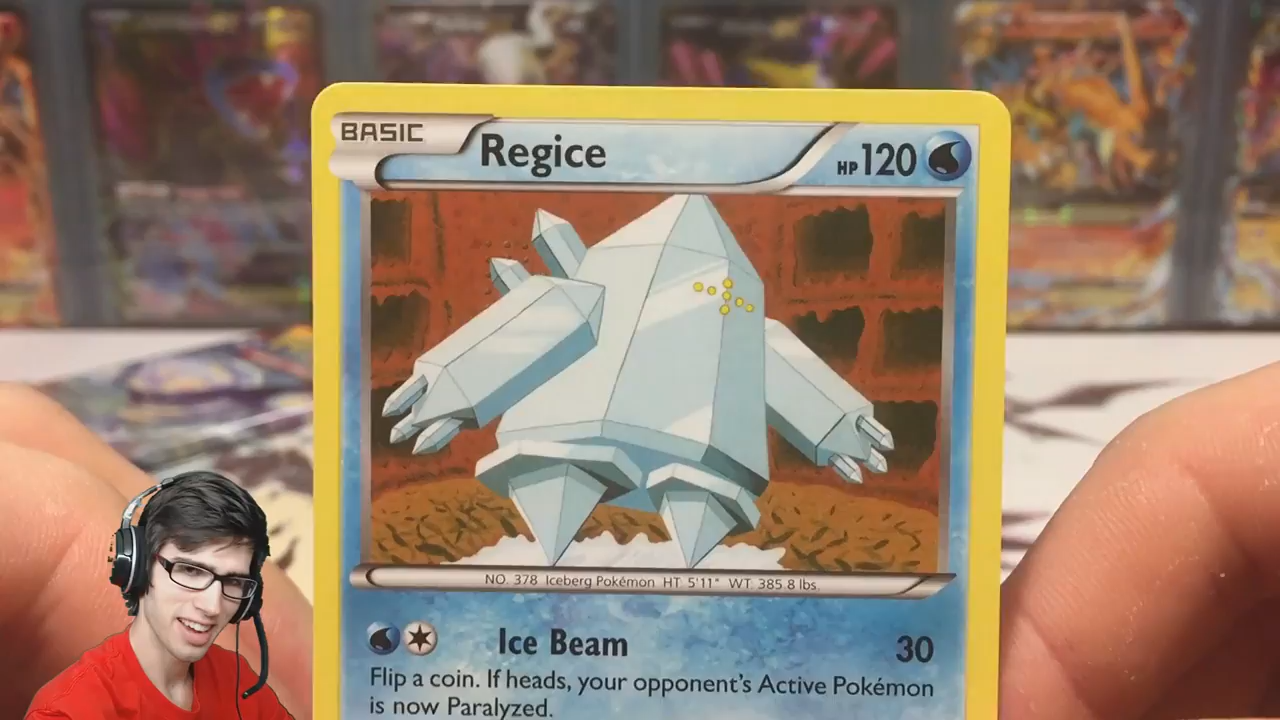 BASIC Regice HP 120
NO. 378 Iceberg Pokémon HT: 5'11" WT: 385.8 lbs.
Ice Beam 30
Flip a coin. If heads, your opponent's Active Pokémon
is now Paralyzed.